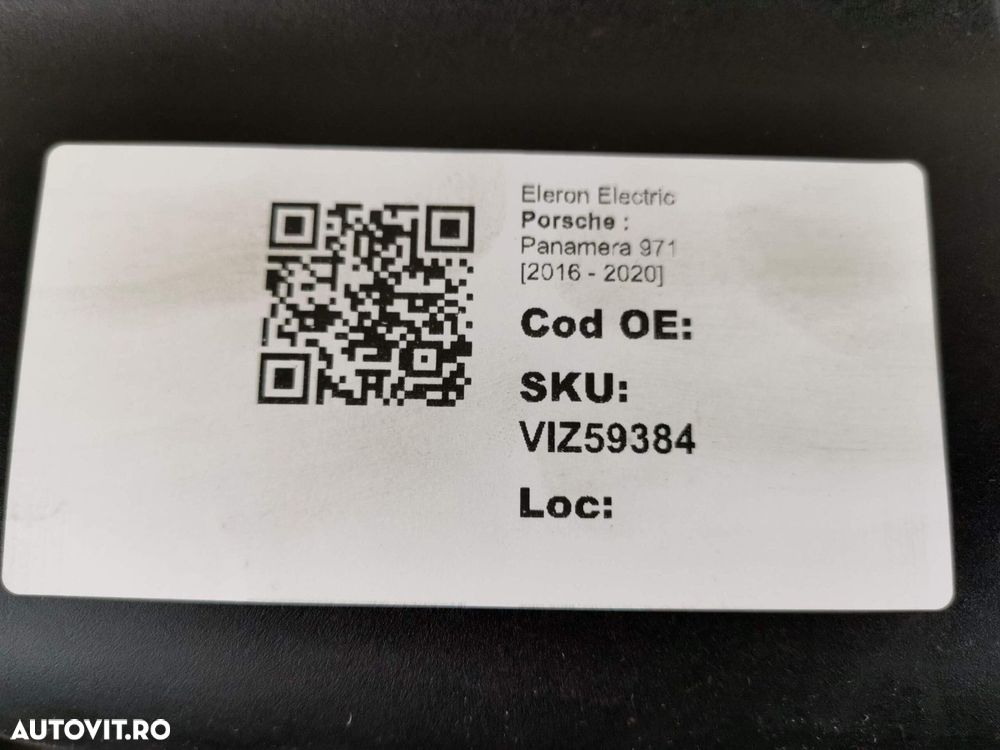 Eleron Electric
Porsche :
Panamera 971
[2016 - 2020]
Cod OE:
SKU:
VIZ59384
Loc:
AUTOVIT.RO